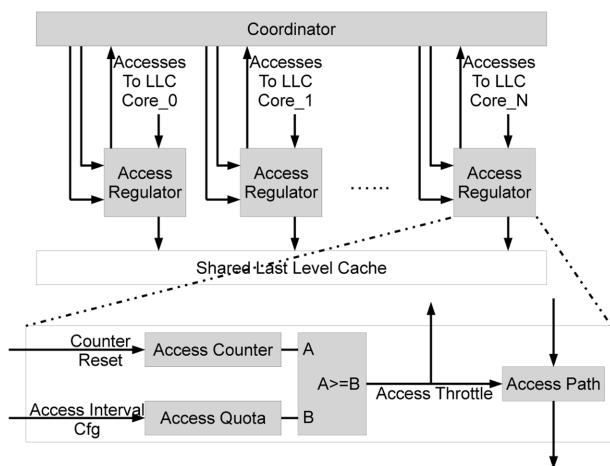 Coordinator
Accesses
To LLC
Core_0
Accesses
To LLC
Core_1
Accesses
To LLC
Core_N
Access
Regulator
Access
Regulator
......
Access
Regulator
Shared Last Level Cache
Counter
Reset
Access Counter
A
A>=B
Access Throttle
Access Path
Access Interval
Cfg
Access Quota
B